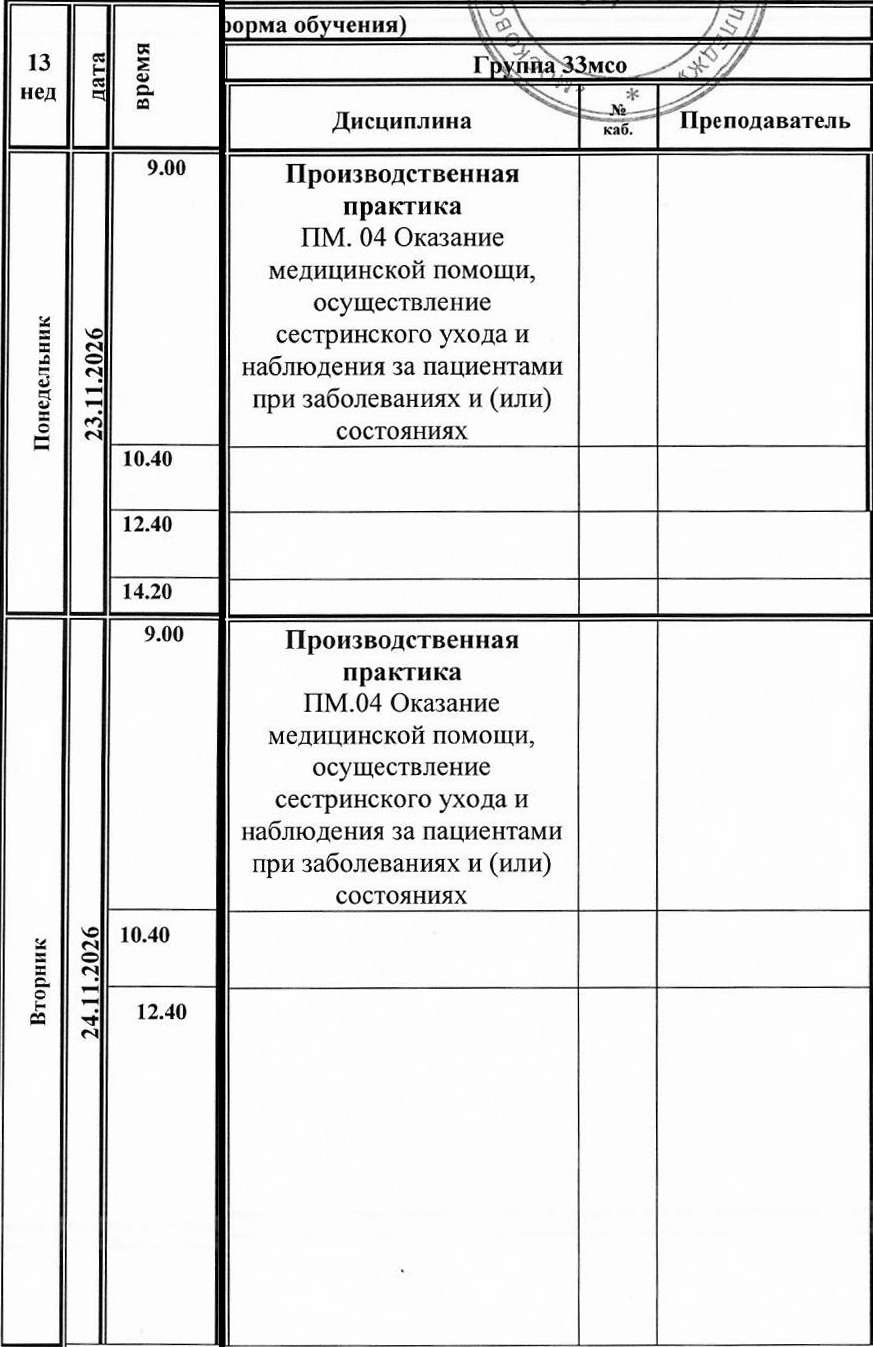 13
нед
дата
время
орма обучения)
Группа 33мсо
Дисциплина
№
каб.
Преподаватель
Понедельник
23.11.2026
9.00
Производственная
практика
ПМ. 04 Оказание
медицинской помощи,
осуществление
сестринского ухода и
наблюдения за пациентами
при заболеваниях и (или)
состояниях
10.40
12.40
14.20
Вторник
24.11.2026
9.00
Производственная
практика
ПМ.04 Оказание
медицинской помощи,
осуществление
сестринского ухода и
наблюдения за пациентами
при заболеваниях и (или)
состояниях
10.40
12.40